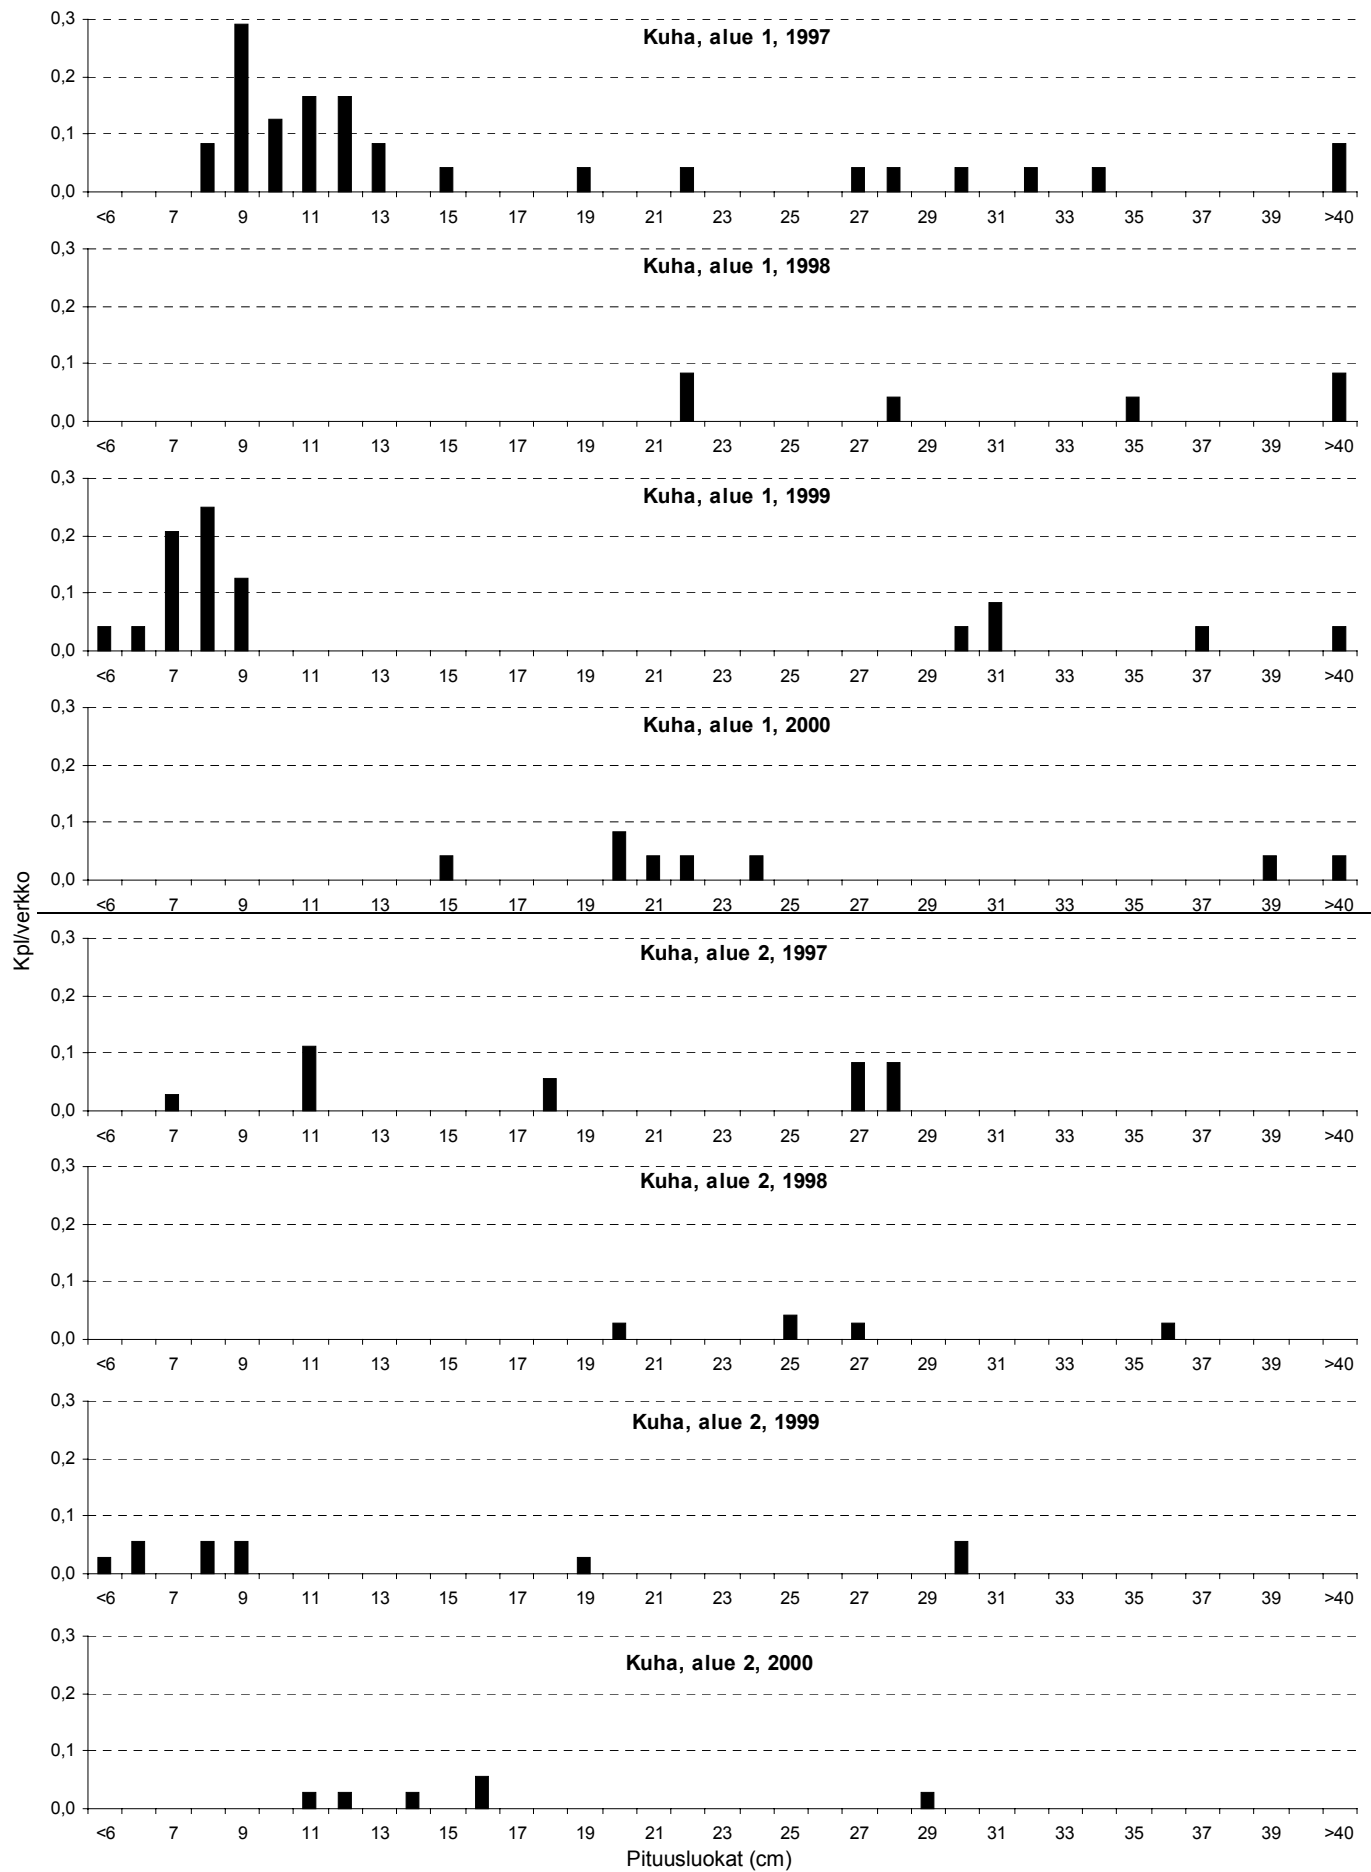 Kuha, alue 1, 1997
0,3
0,2
0,1
0,0
<6 7 9 11 13 15 17 19 21 23 25 27 29 31 33 35 37 39 >40
Kuha, alue 1, 1998
0,3
0,2
0,1
0,0
<6 7 9 11 13 15 17 19 21 23 25 27 29 31 33 35 37 39 >40
Kuha, alue 1, 1999
0,3
0,2
0,1
0,0
<6 7 9 11 13 15 17 19 21 23 25 27 29 31 33 35 37 39 >40
Kuha, alue 1, 2000
0,3
0,2
0,1
0,0
<6 7 9 11 13 15 17 19 21 23 25 27 29 31 33 35 37 39 >40
Kpl/verkko
Kuha, alue 2, 1997
0,3
0,2
0,1
0,0
<6 7 9 11 13 15 17 19 21 23 25 27 29 31 33 35 37 39 >40
Kuha, alue 2, 1998
0,3
0,2
0,1
0,0
<6 7 9 11 13 15 17 19 21 23 25 27 29 31 33 35 37 39 >40
Kuha, alue 2, 1999
0,3
0,2
0,1
0,0
<6 7 9 11 13 15 17 19 21 23 25 27 29 31 33 35 37 39 >40
Kuha, alue 2, 2000
0,3
0,2
0,1
0,0
<6 7 9 11 13 15 17 19 21 23 25 27 29 31 33 35 37 39 >40
Pituusluokat (cm)